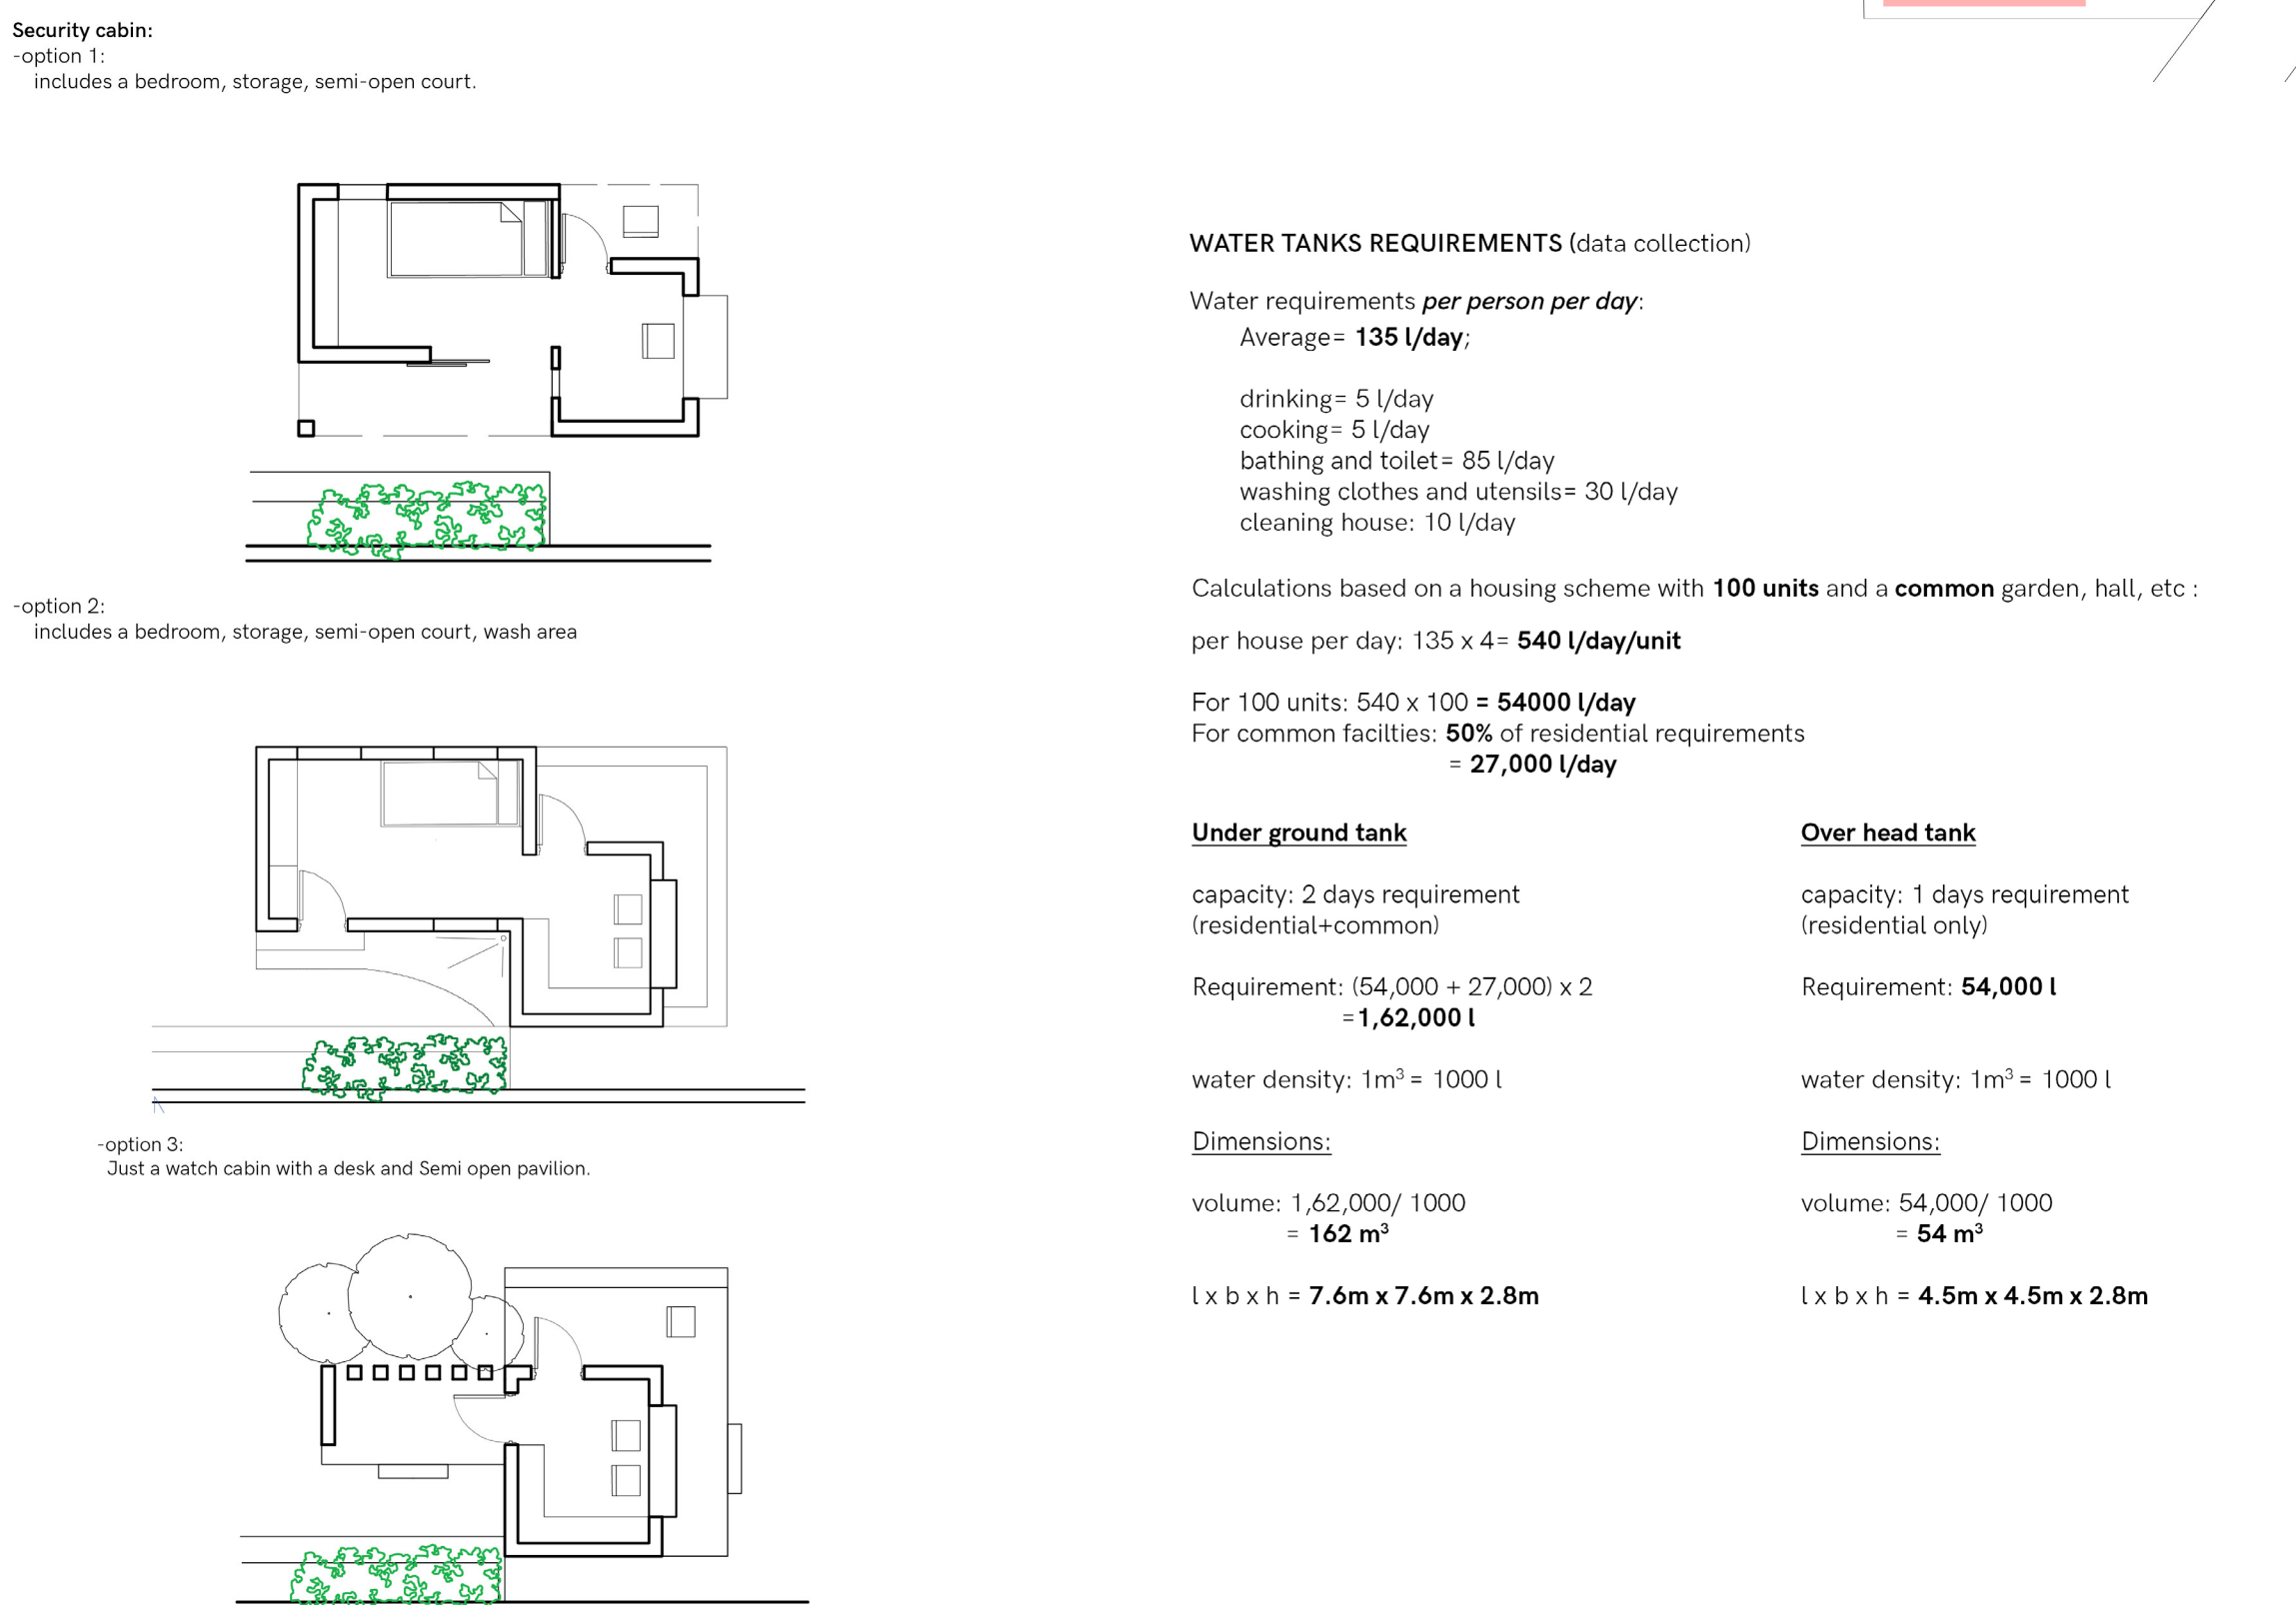 Security cabin:
-option 1:
includes a bedroom, storage, semi-open court.
-option 2:
includes a bedroom, storage, semi-open court, wash area
-option 3:
Just a watch cabin with a desk and Semi open pavilion.
WATER TANKS REQUIREMENTS (data collection)
Water requirements per person per day:
Average= 135 l/day;
drinking= 5 l/day
cooking= 5 l/day
bathing and toilet= 85 l/day
washing clothes and utensils= 30 l/day
cleaning house: 10 l/day
Calculations based on a housing scheme with 100 units and a common garden, hall, etc :
per house per day: 135 x 4= 540 l/day/unit
For 100 units: 540 x 100 = 54000 l/day
For common facilties: 50% of residential requirements
= 27,000 l/day
Under ground tank
capacity: 2 days requirement
(residential+common)
Requirement: (54,000 + 27,000) x 2
=1,62,000 l
water density: 1m³ = 1000 l
Dimensions:
volume: 1,62,000/ 1000
= 162 m³
l x b x h = 7.6m x 7.6m x 2.8m
Over head tank
capacity: 1 days requirement
(residential only)
Requirement: 54,000 l
water density: 1m³ = 1000 l
Dimensions:
volume: 54,000/ 1000
= 54 m³
l x b x h = 4.5m x 4.5m x 2.8m